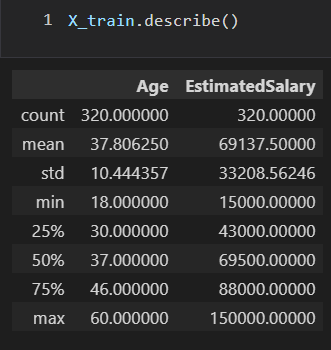 1 X_train.describe()
Age EstimatedSalary
count 320.000000 320.00000
mean 37.806250 69137.50000
std 10.444357 33208.56246
min 18.000000 15000.00000
25% 30.000000 43000.00000
50% 37.000000 69500.00000
75% 46.000000 88000.00000
max 60.000000 150000.00000